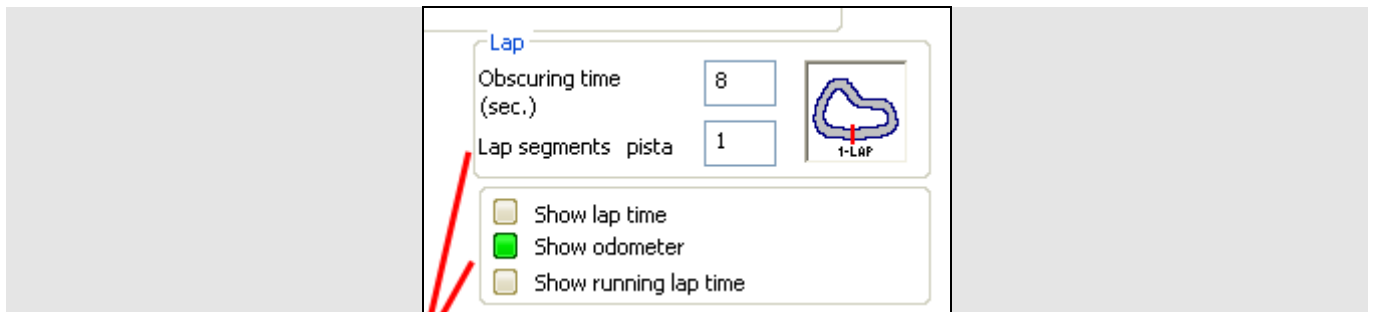 Lap
Obscuring time
(sec.)
8
Lap segments pista
1
1-LAP
Show lap time
Show odometer
Show running lap time